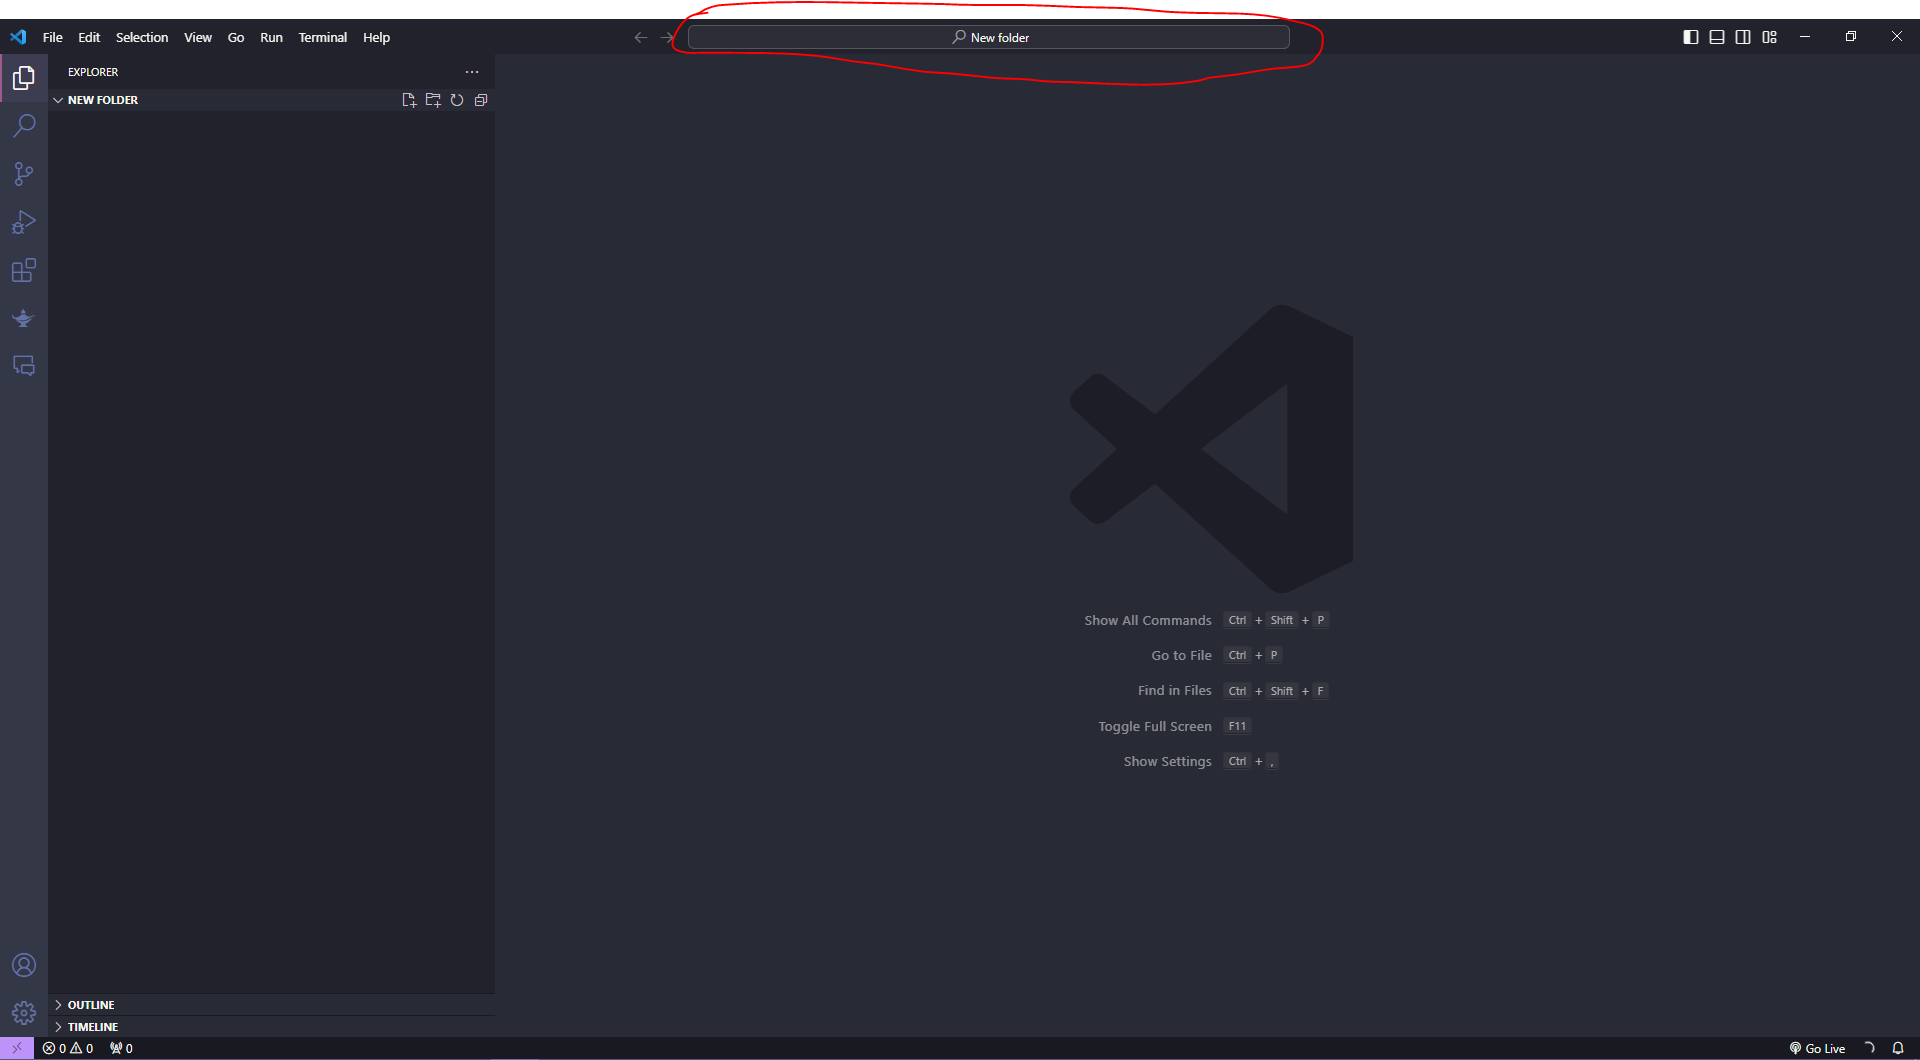 File Edit Selection View Go Run Terminal Help
New folder
EXPLORER
NEW FOLDER
Show All Commands Ctrl + Shift + P
Go to File Ctrl + P
Find in Files Ctrl + Shift + F
Toggle Full Screen F11
Show Settings Ctrl + ,
OUTLINE
TIMELINE
0 0 0
Go Live